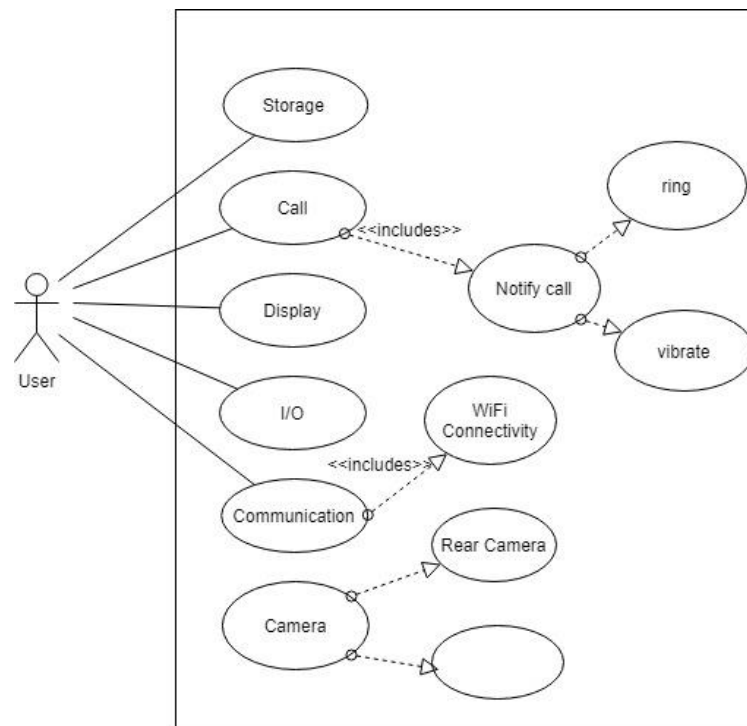 Storage
Call
<<includes>>
ring
Notify call
Display
vibrate
User
I/O
WiFi
Connectivity
<<includes>>
Communication
Rear Camera
Camera